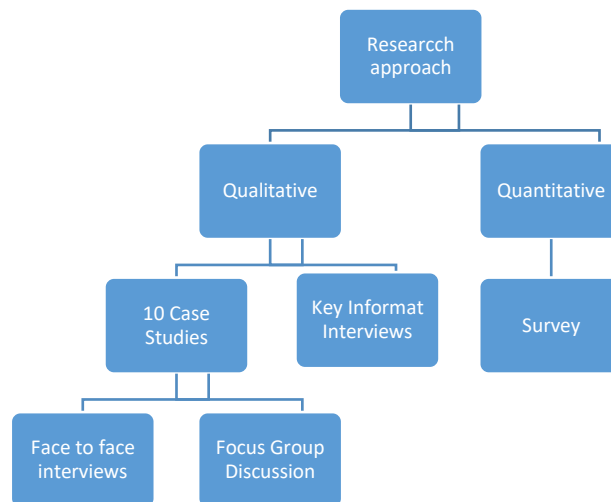 Researcch
approach
Qualitative
Quantitative
10 Case
Studies
Key Informat
Interviews
Survey
Face to face
interviews
Focus Group
Discussion